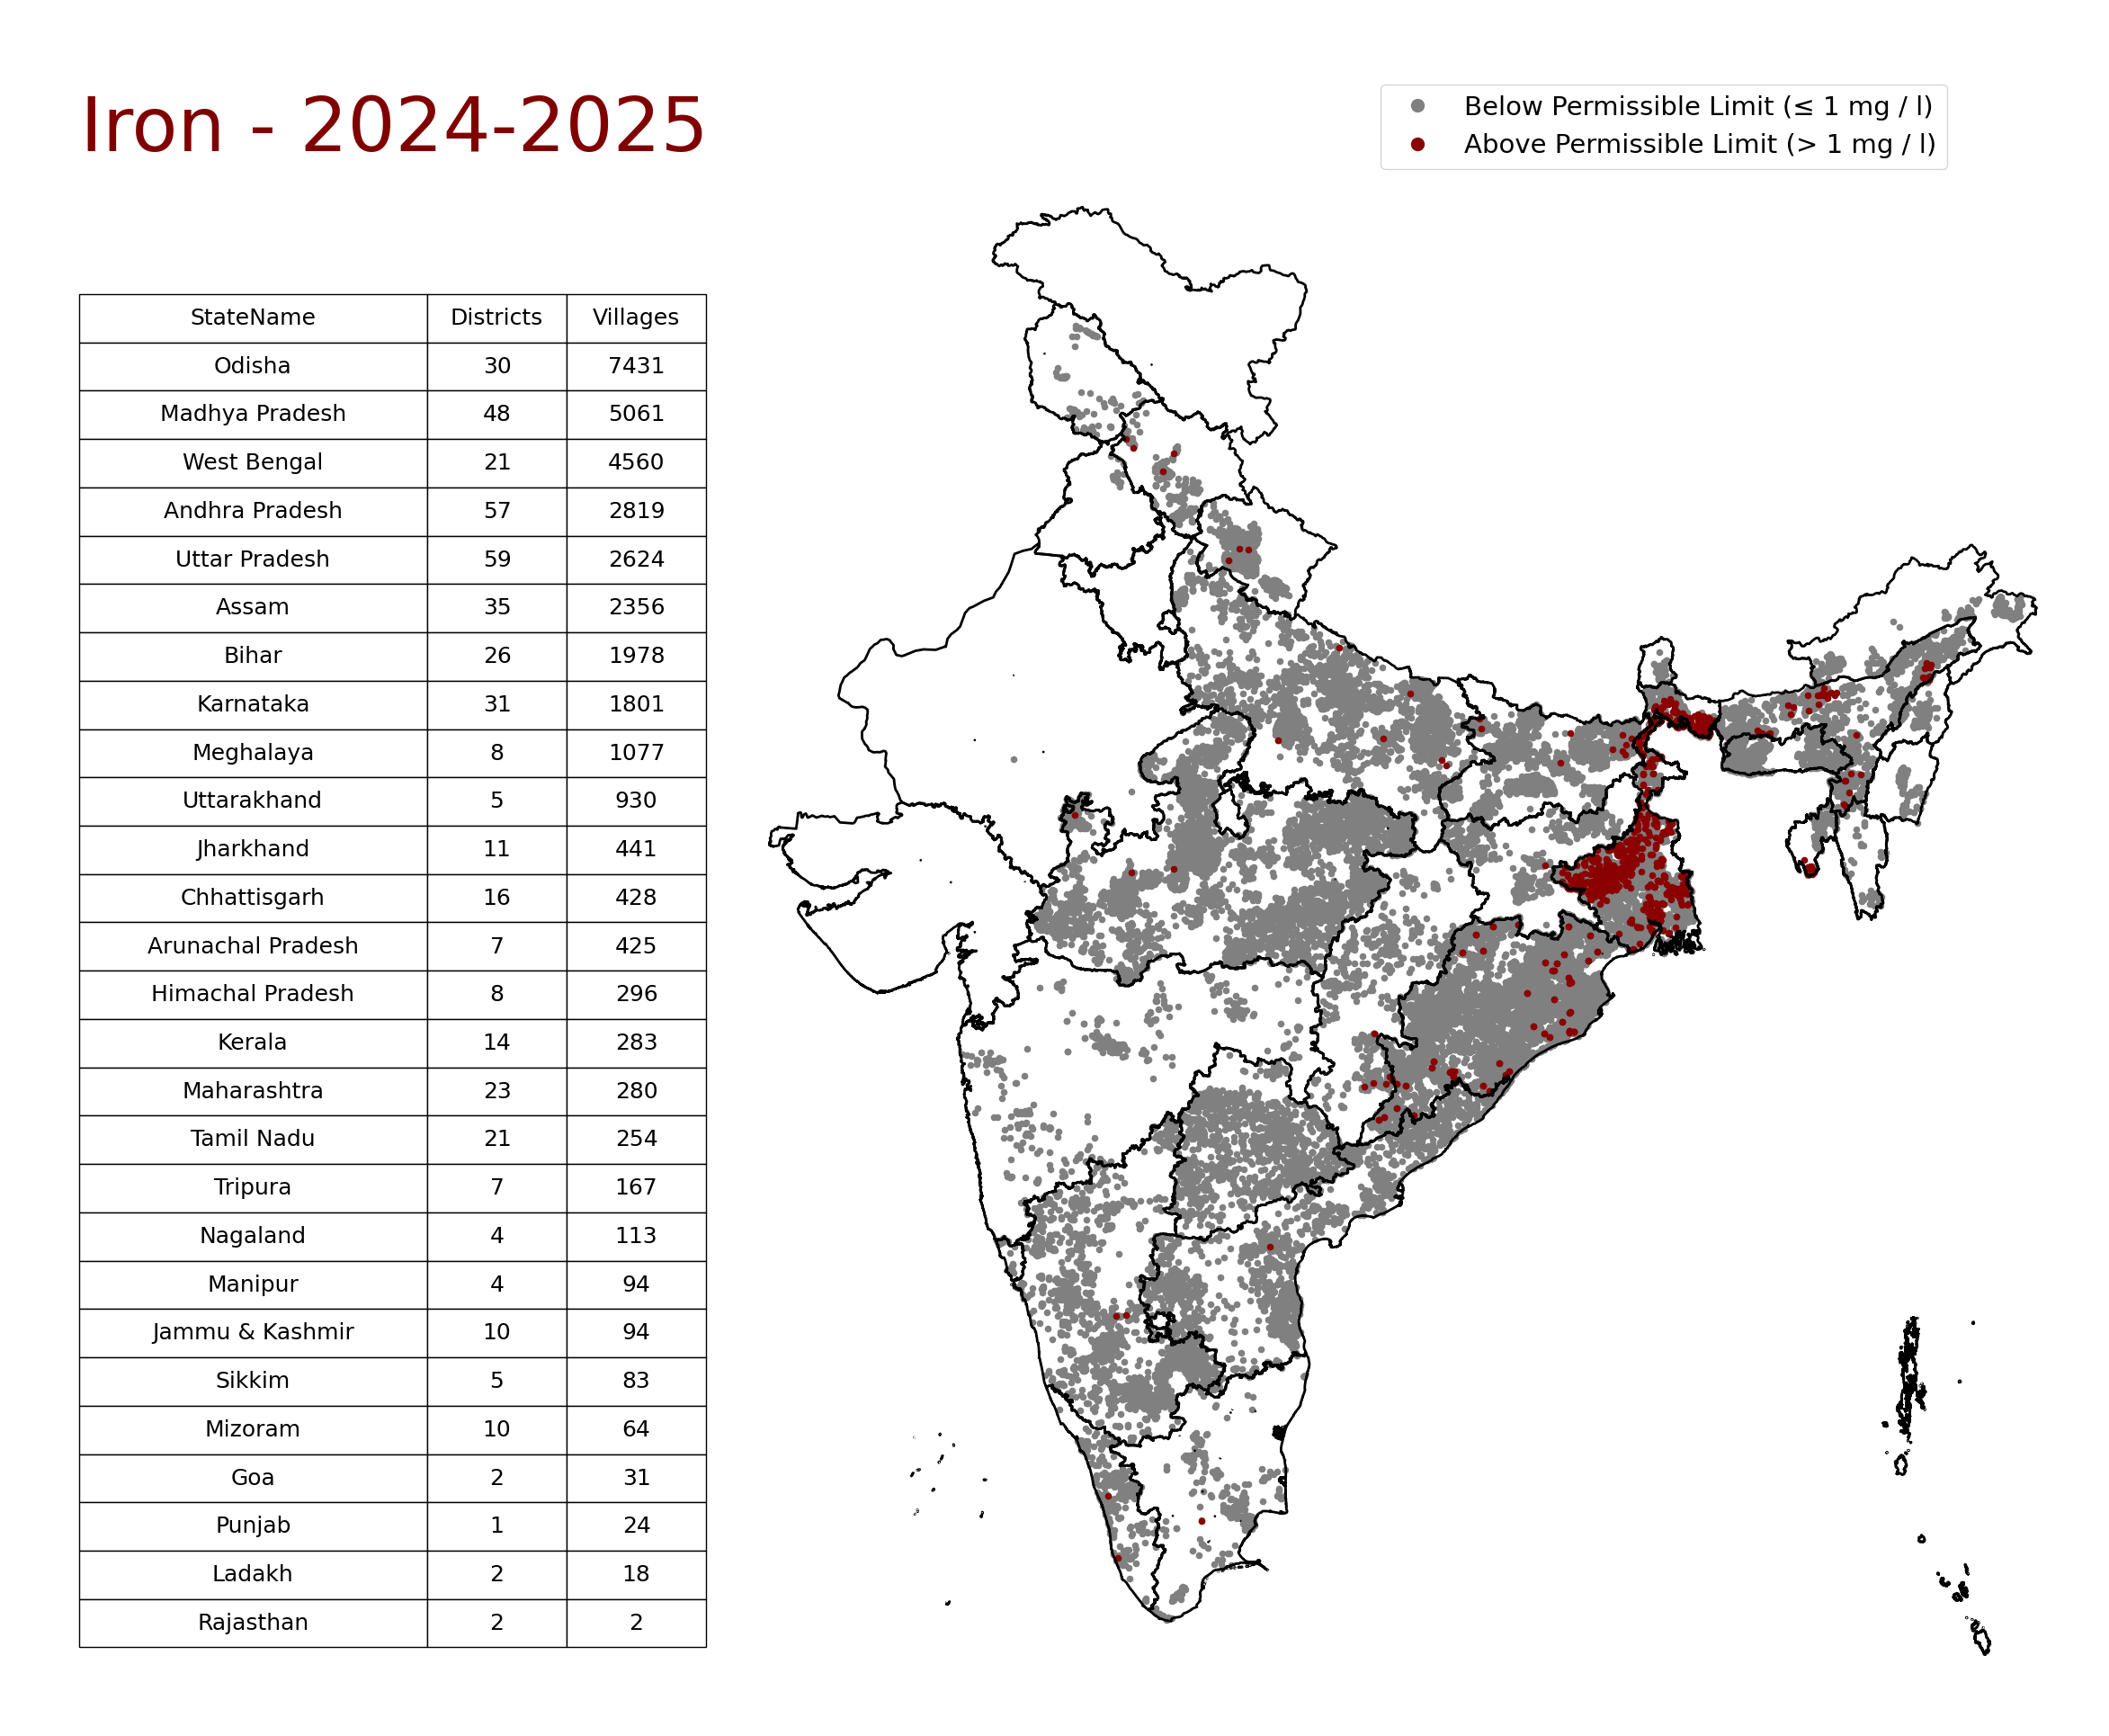 Iron - 2024-2025
Below Permissible Limit (≤ 1 mg / l)
Above Permissible Limit (> 1 mg / l)
StateName Districts Villages
Odisha 30 7431
Madhya Pradesh 48 5061
West Bengal 21 4560
Andhra Pradesh 57 2819
Uttar Pradesh 59 2624
Assam 35 2356
Bihar 26 1978
Karnataka 31 1801
Meghalaya 8 1077
Uttarakhand 5 930
Jharkhand 11 441
Chhattisgarh 16 428
Arunachal Pradesh 7 425
Himachal Pradesh 8 296
Kerala 14 283
Maharashtra 23 280
Tamil Nadu 21 254
Tripura 7 167
Nagaland 4 113
Manipur 4 94
Jammu & Kashmir 10 94
Sikkim 5 83
Mizoram 10 64
Goa 2 31
Punjab 1 24
Ladakh 2 18
Rajasthan 2 2